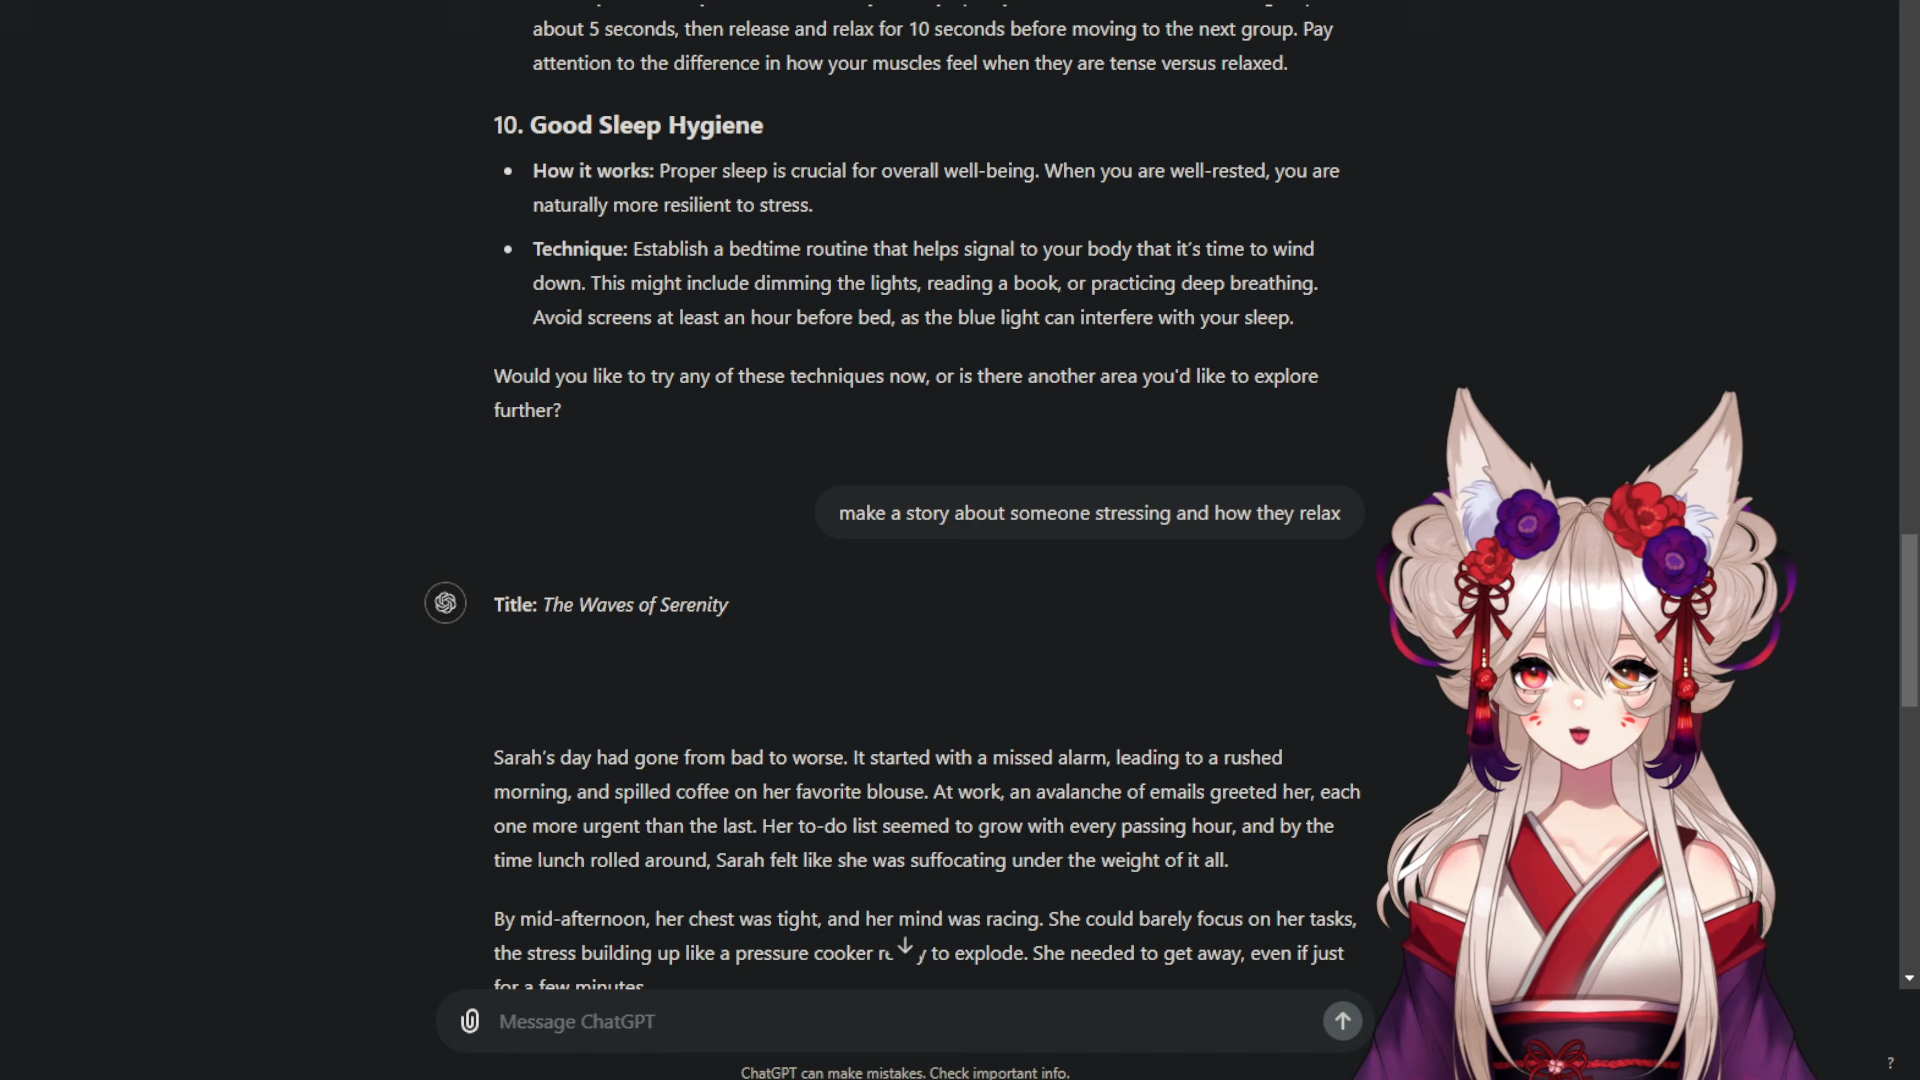 about 5 seconds, then release and relax for 10 seconds before moving to the next group. Pay
attention to the difference in how your muscles feel when they are tense versus relaxed.
10. Good Sleep Hygiene
• How it works: Proper sleep is crucial for overall well-being. When you are well-rested, you are
naturally more resilient to stress.
• Technique: Establish a bedtime routine that helps signal to your body that it’s time to wind
down. This might include dimming the lights, reading a book, or practicing deep breathing.
Avoid screens at least an hour before bed, as the blue light can interfere with your sleep.
Would you like to try any of these techniques now, or is there another area you'd like to explore
further?
make a story about someone stressing and how they relax
Title: The Waves of Serenity
Sarah’s day had gone from bad to worse. It started with a missed alarm, leading to a rushed
morning, and spilled coffee on her favorite blouse. At work, an avalanche of emails greeted her, each
one more urgent than the last. Her to-do list seemed to grow with every passing hour, and by the
time lunch rolled around, Sarah felt like she was suffocating under the weight of it all.
By mid-afternoon, her chest was tight, and her mind was racing. She could barely focus on her tasks,
the stress building up like a pressure cooker to explode. She needed to get away, even if just
for a few minutes.
Message ChatGPT
ChatGPT can make mistakes. Check important info.
?